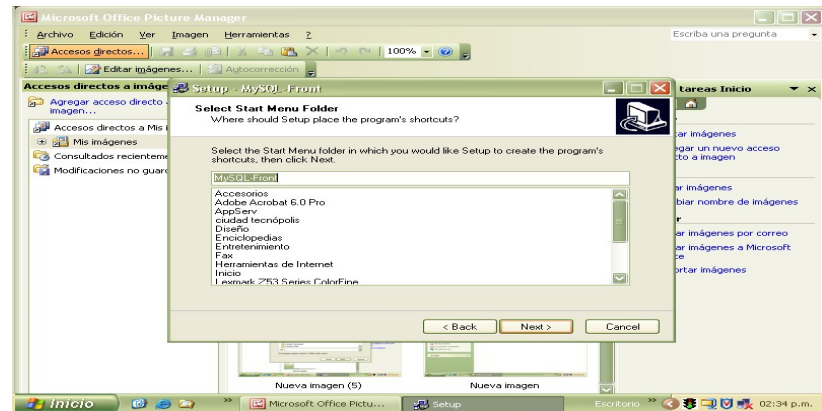 Microsoft Office Picture Manager
Archivo Edición Ver Imagen Herramientas ?
Escriba una pregunta
Accesos directos... 100%
Editar imágenes... Autocorrección
Accesos directos a imáge
Agregar acceso directo
imagen...
Accesos directos a Mis i
Mis imágenes
Consultados recienteme
Modificaciones no guar
Setup - MySQL-Front
Select Start Menu Folder
Where should Setup place the program's shortcuts?
Select the Start Menu folder in which you would like Setup to create the program's
shortcuts, then click Next.
MySQL-Front
Accesorios
Adobe Acrobat 6.0 Pro
AppServ
ciudad tecnópolis
Diseño
Enciclopedias
Entretenimiento
Fax
Herramientas de Internet
Inicio
Lexmark Z53 Series ColorFine
< Back Next > Cancel
tareas Inicio
car imágenes
egar un nuevo acceso
cto a imagen
ar imágenes
biar nombre de imágenes
r
ar imágenes por correo
ar imágenes a Microsoft
ce
ortar imágenes
Nueva imagen (5) Nueva imagen
Inicio Microsoft Office Pictu... Setup Escritorio 02:34 p.m.